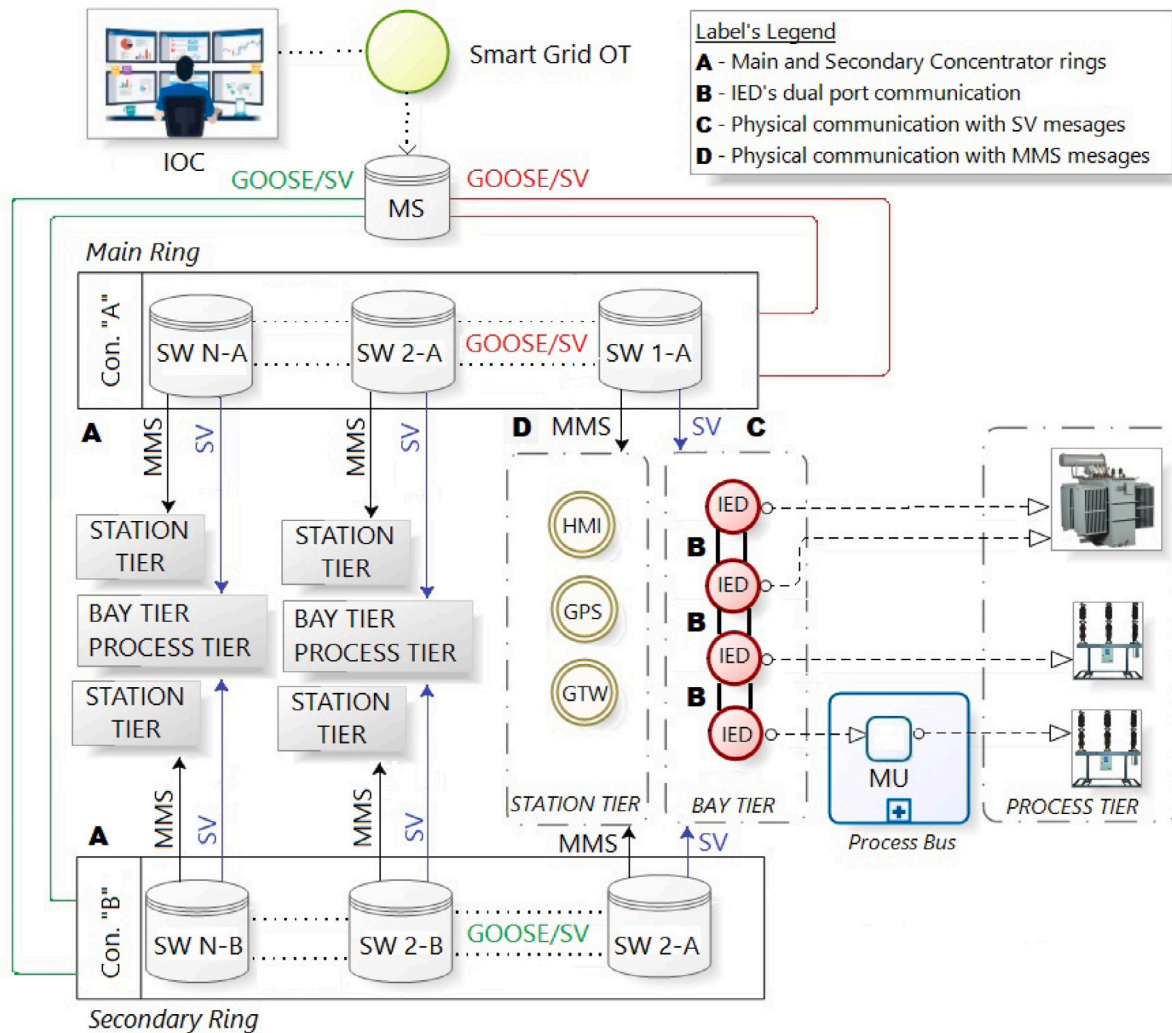 Smart Grid OT
IOC
Label's Legend
A - Main and Secondary Concentrator rings
B - IED's dual port communication
C - Physical communication with SV mesages
D - Physical communication with MMS mesages
GOOSE/SV
GOOSE/SV
MS
Main Ring
Con. "A"
SW N-A
SW 2-A
GOOSE/SV
SW 1-A
A
MMS
SV
MMS
SV
D
MMS
SV
C
STATION
TIER
STATION
TIER
BAY TIER
PROCESS TIER
BAY TIER
PROCESS TIER
STATION
TIER
STATION
TIER
HMI
GPS
GTW
STATION TIER
IED
B
IED
B
IED
B
IED
BAY TIER
MU
Process Bus
PROCESS TIER
A
MMS
SV
MMS
SV
MMS
SV
Con. "B"
SW N-B
SW 2-B
GOOSE/SV
SW 2-A
Secondary Ring